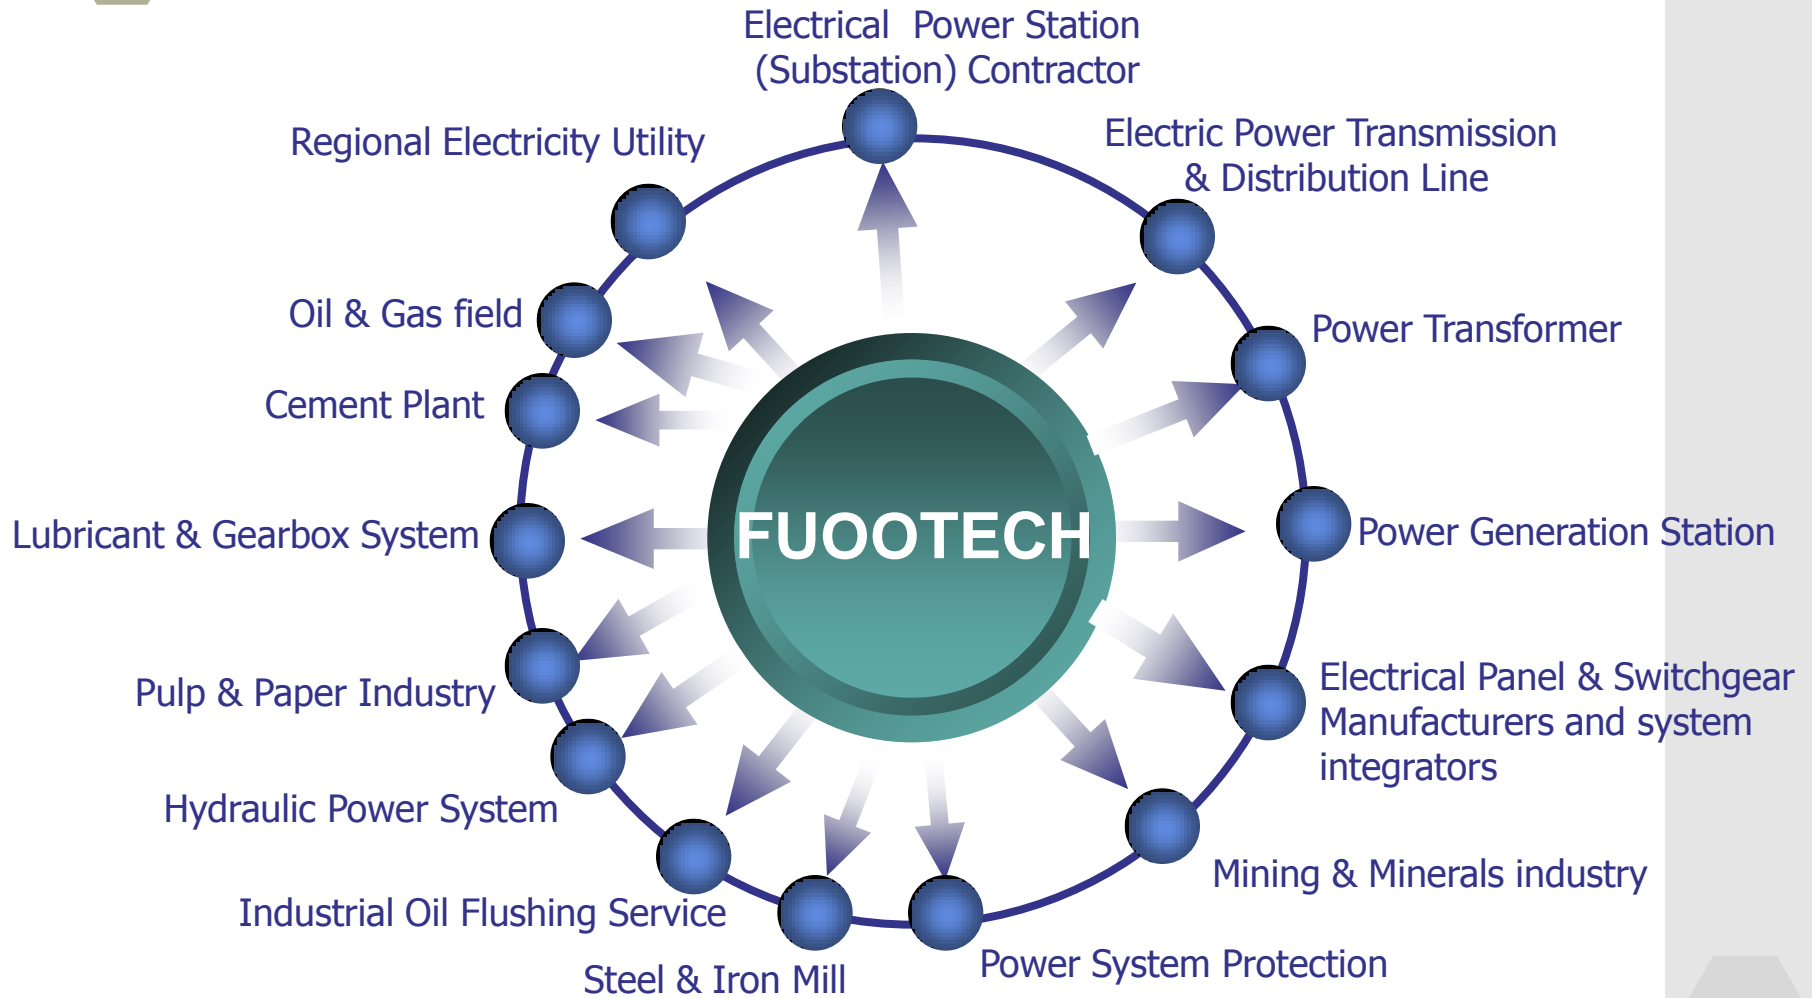 Electrical Power Station
(Substation) Contractor
Regional Electricity Utility
Electric Power Transmission
& Distribution Line
Oil & Gas field
Power Transformer
Cement Plant
FUOOTECH
Lubricant & Gearbox System
Power Generation Station
Pulp & Paper Industry
Electrical Panel & Switchgear
Manufacturers and system
integrators
Hydraulic Power System
Mining & Minerals industry
Industrial Oil Flushing Service
Power System Protection
Steel & Iron Mill